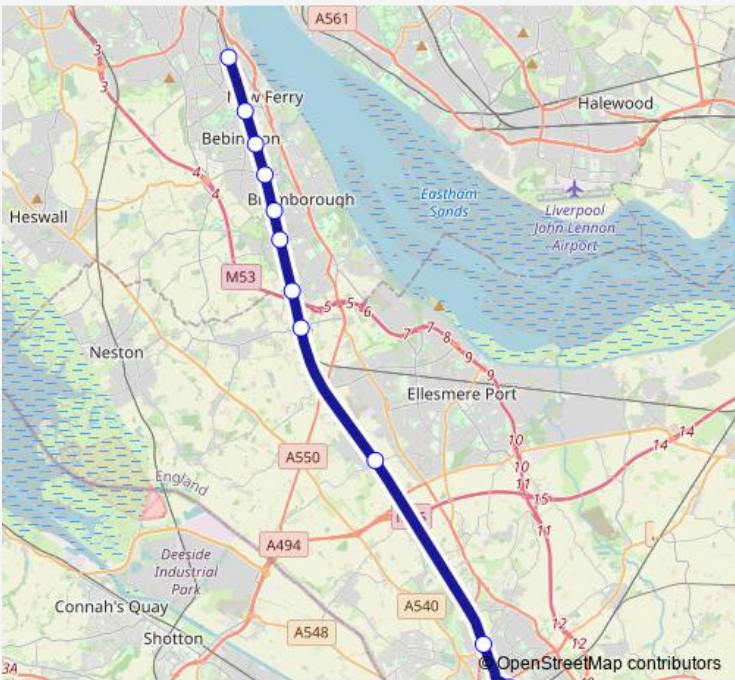 A561
3
3
New Ferry
Halewood
Bebington
4
4
Bromborough
Eastham
Sands
Liverpool
John Lennon
Airport
Heswall
M53
5
5
6
7
7
8
9
9
Neston
Ellesmere Port
10
14
14
10
11
15
11
A550
England
A494
Deeside
Industrial
Park
A540
Connah's Quay
A548
Shotton
12
12
3A
© OpenStreetMap contributors